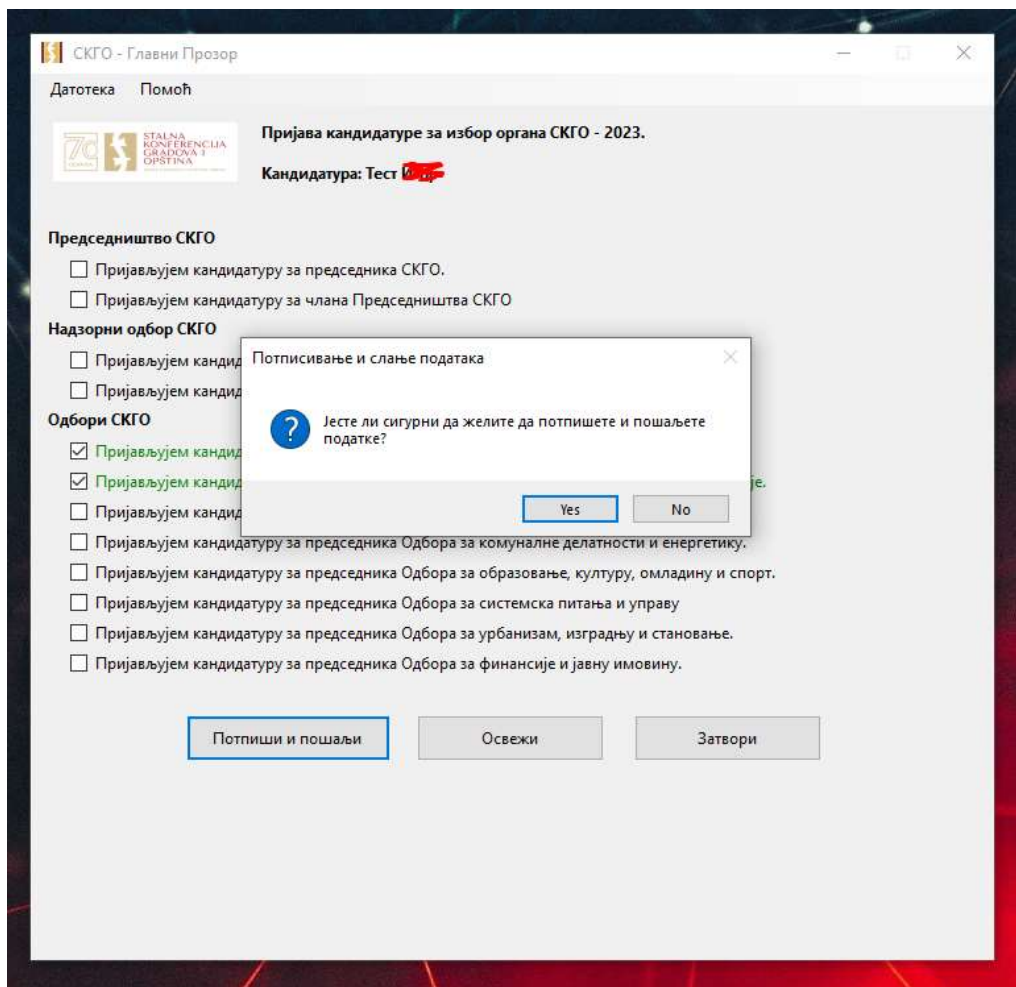 СКГО - Главни Прозор
Датотека Помоћ
STALNA
KONFERENCIJA
GRADOVA I
OPŠTINA
Пријава кандидатуре за избор органа СКГО - 2023.
Кандидатура: Тест
Председништво СКГО
Пријављујем кандидатуру за председника СКГО.
Пријављујем кандидатуру за члана Председништва СКГО
Надзорни одбор СКГО
Пријављујем кандид
Пријављујем кандид
Одбори СКГО
Пријављујем кандид
Пријављујем кандид је.
Пријављујем кандид
Пријављујем кандидатуру за председника Одбора за комуналне делатности и енергетику.
Пријављујем кандидатуру за председника Одбора за образовање, културу, омладину и спорт.
Пријављујем кандидатуру за председника Одбора за системска питања и управу
Пријављујем кандидатуру за председника Одбора за урбанизам, изградњу и становање.
Пријављујем кандидатуру за председника Одбора за финансије и јавну имовину.
Потписивање и слање података
Јесте ли сигурни да желите да потпишете и пошаљете
податке?
Yes No
Потпиши и пошаљи Освежи Затвори